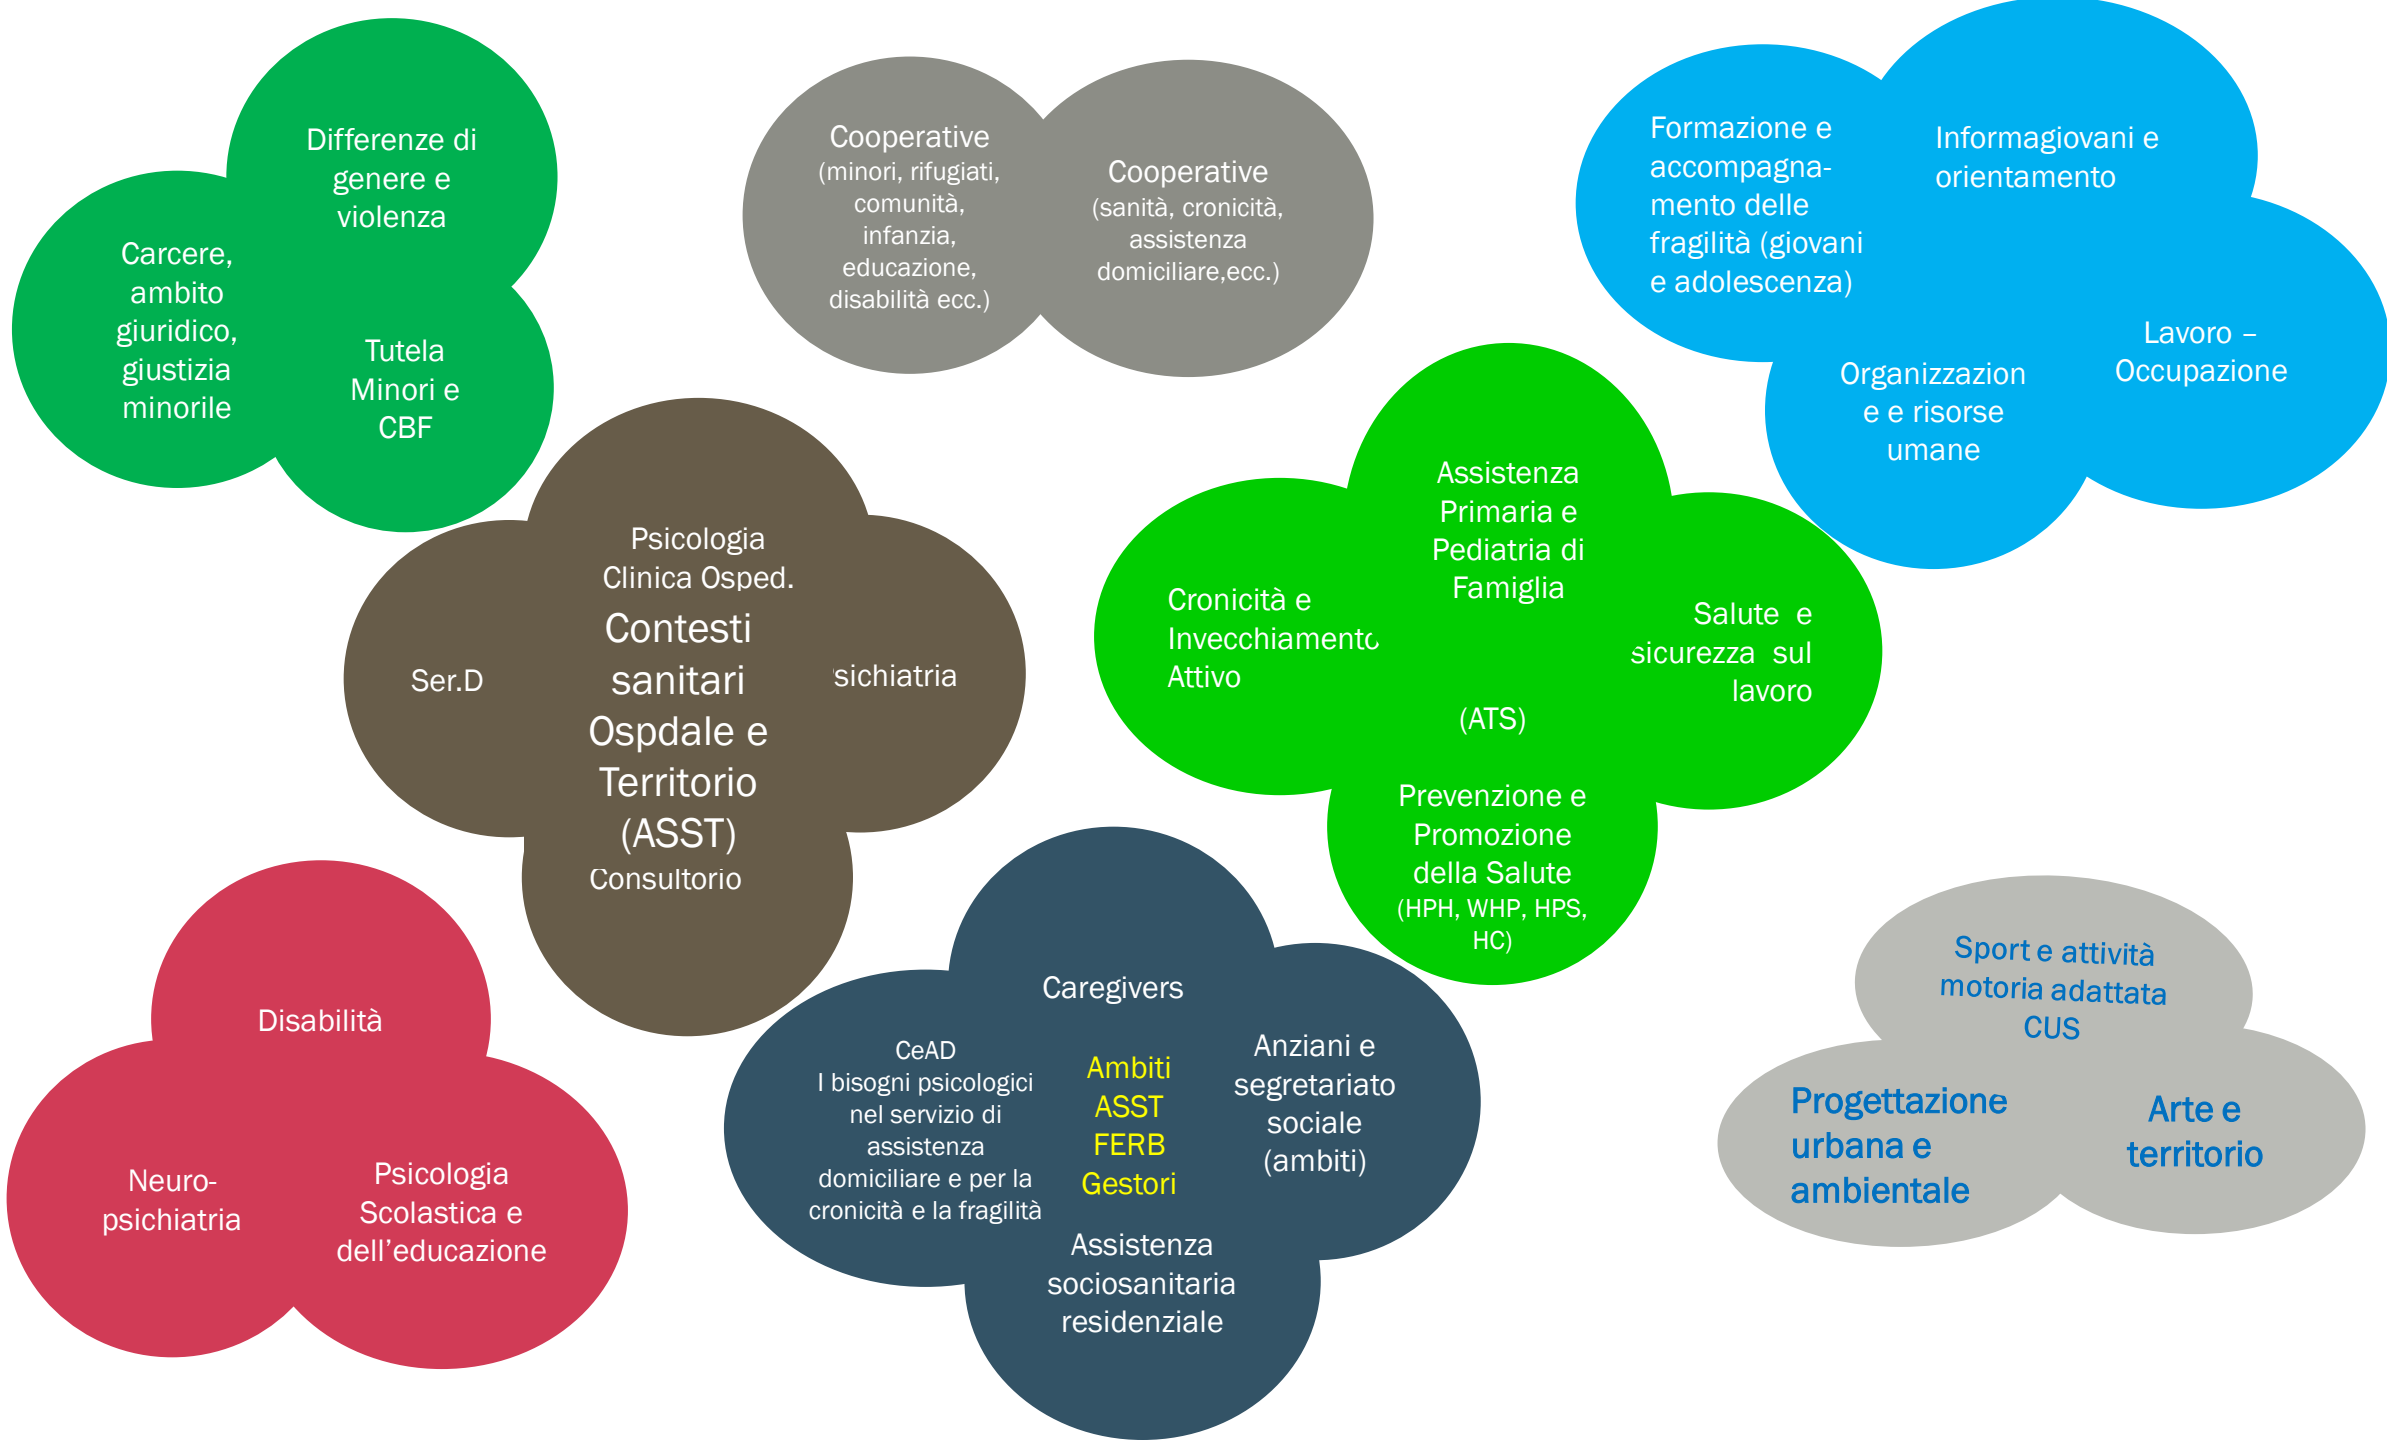 Differenze di
genere e
violenza
Carcere,
ambito
giuridico,
giustizia
minorile
Tutela
Minori e
CBF
Cooperative
(minori, rifugiati,
comunità,
infanzia,
educazione,
disabilità ecc.)
Cooperative
(sanità, cronicità,
assistenza
domiciliare,ecc.)
Formazione e
accompagna-
mento delle
fragilità (giovani
e adolescenza)
Informagiovani e
orientamento
Lavoro –
Occupazione
Organizzazion
e e risorse
umane
Psicologia
Clinica Osped.
Ser.D
Contesti
sanitari
Ospdale e
Territorio
(ASST)
sichiatria
Consultorio
Assistenza
Primaria e
Pediatria di
Famiglia
Cronicità e
Invecchiamento
Attivo
Salute e
sicurezza sul
lavoro
(ATS)
Prevenzione e
Promozione
della Salute
(HPH, WHP, HPS,
HC)
Disabilità
Neuro-
psichiatria
Psicologia
Scolastica e
dell’educazione
Caregivers
CeAD
I bisogni psicologici
nel servizio di
assistenza
domiciliare e per la
cronicità e la fragilità
Ambiti
ASST
FERB
Gestori
Anziani e
segretariato
sociale
(ambiti)
Assistenza
sociosanitaria
residenziale
Sport e attività
motoria adattata
CUS
Progettazione
urbana e
ambientale
Arte e
territorio